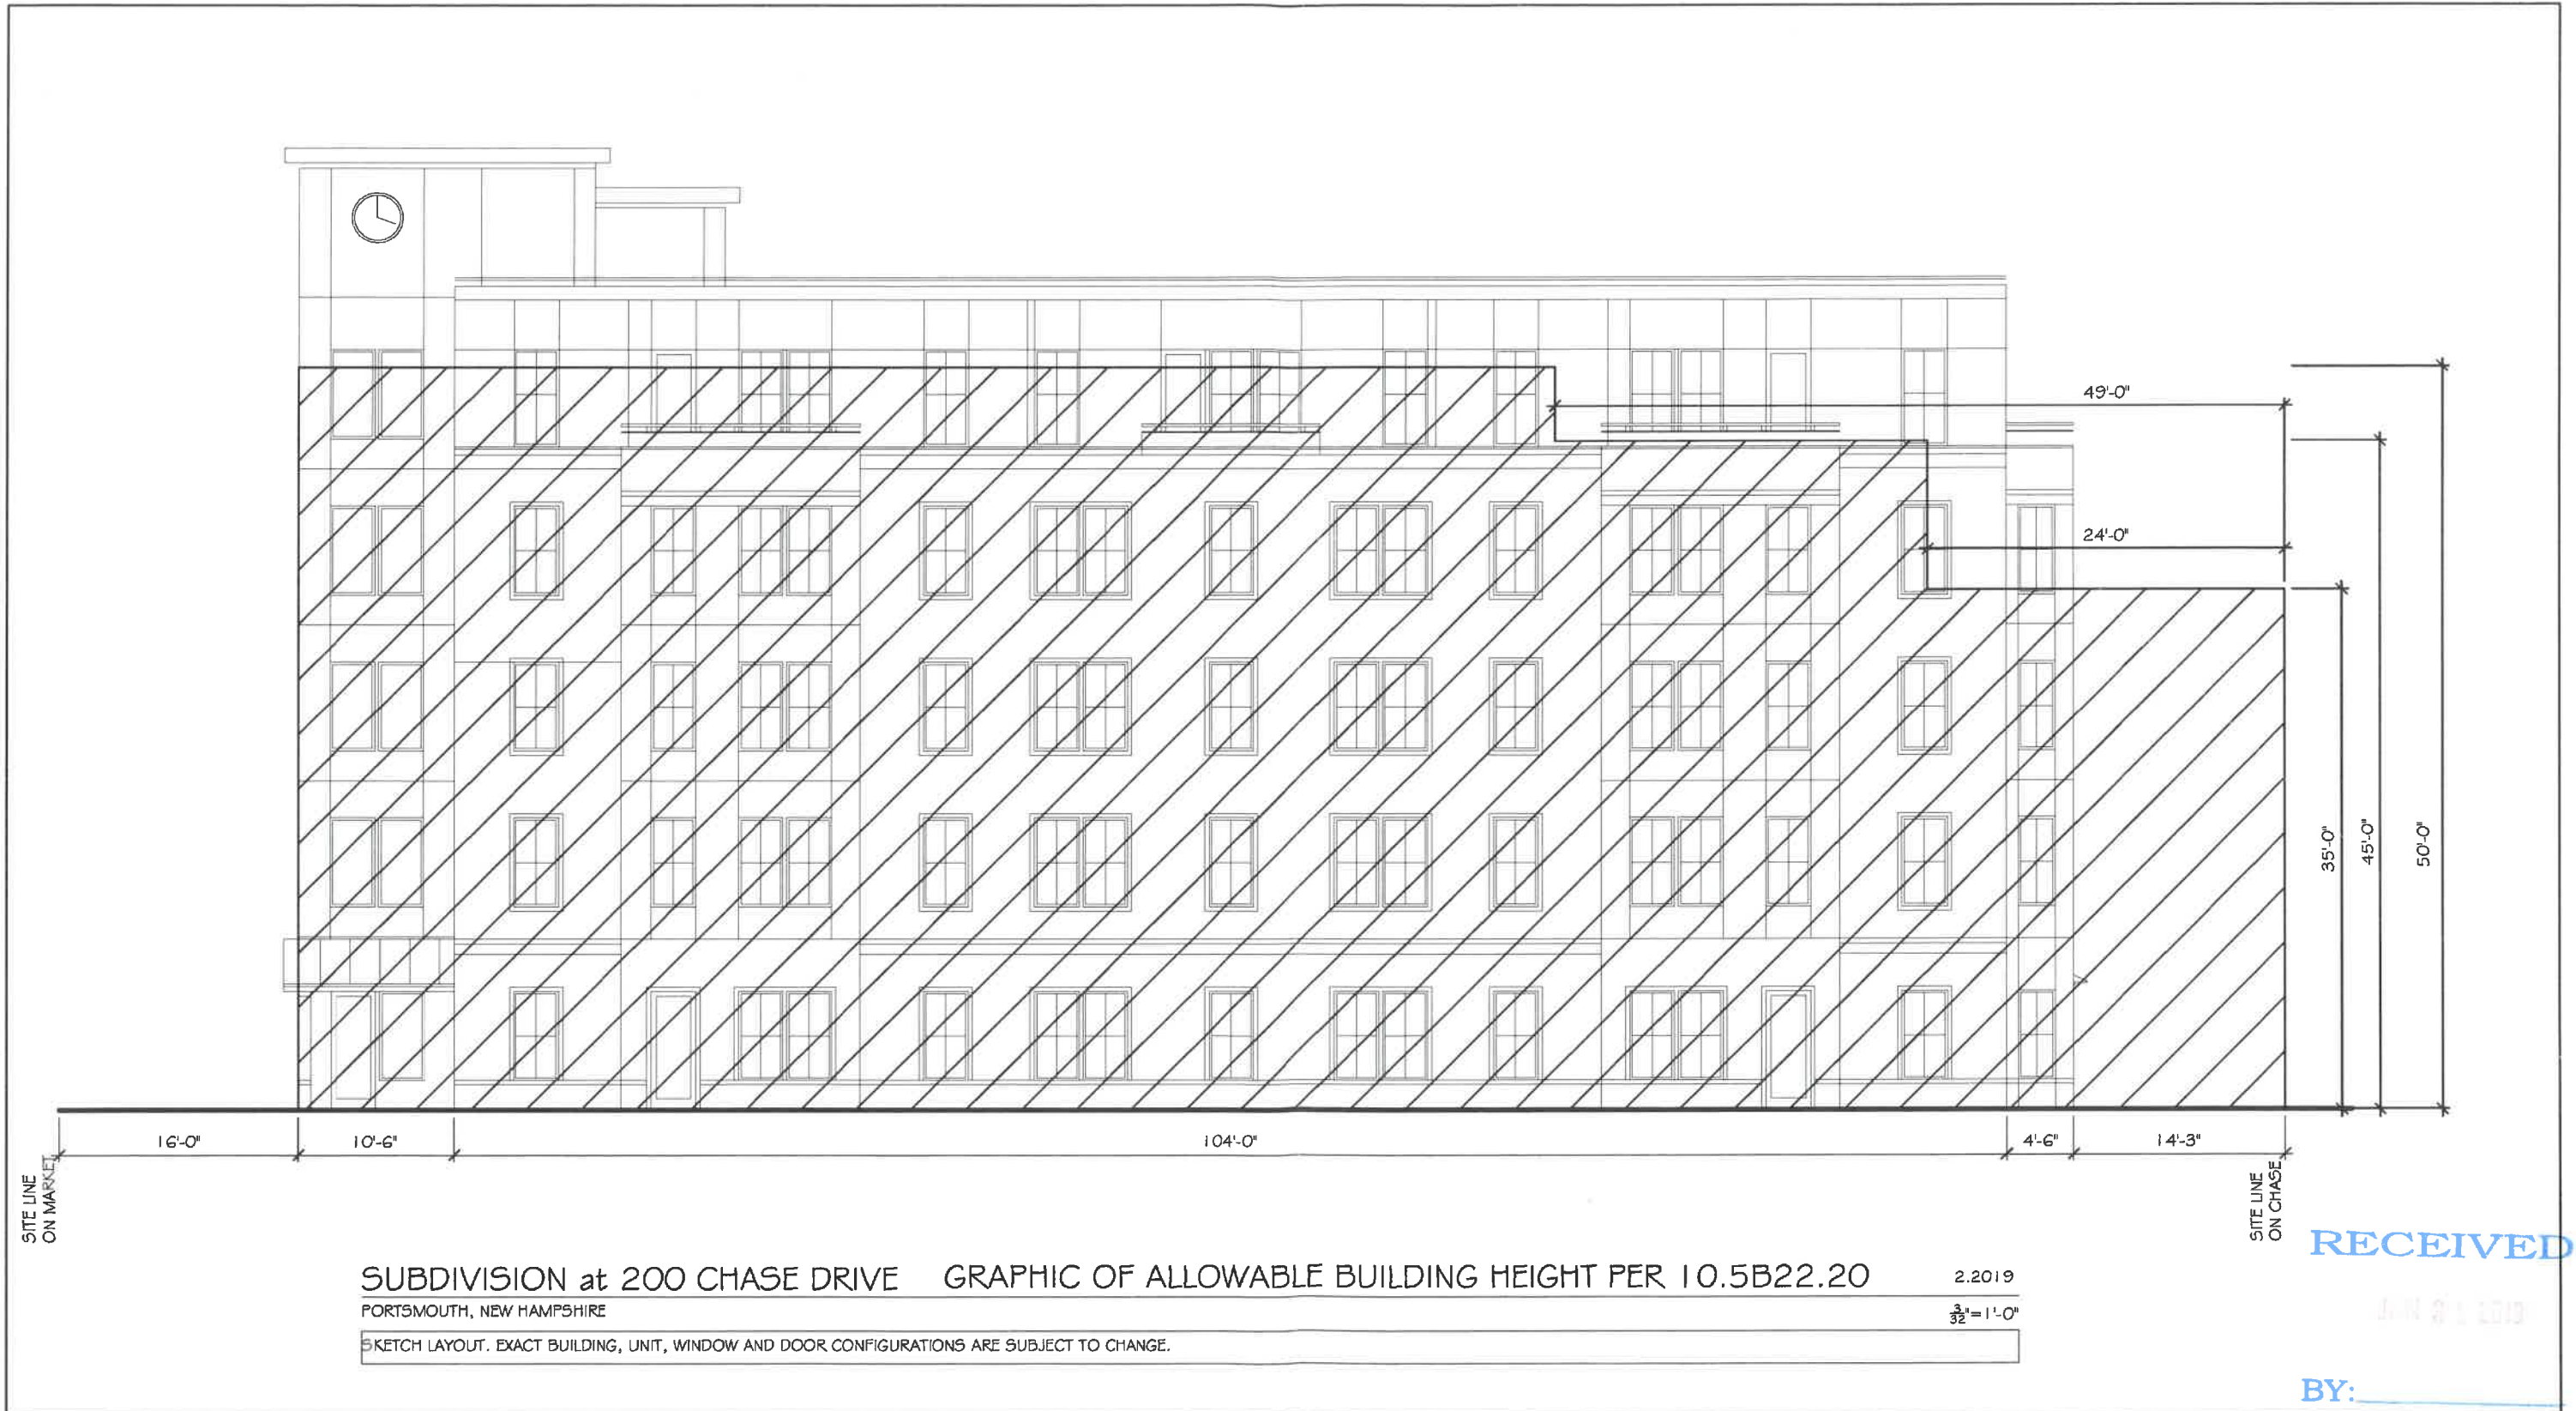 49'-0"
24'-0"
35'-0"
45'-0"
50'-0"
16'-0"
10'-6"
104'-0"
4'-6"
14'-3"
SITE LINE
ON MARKET
SITE LINE
ON CHASE
RECEIVED
SUBDIVISION at 200 CHASE DRIVE GRAPHIC OF ALLOWABLE BUILDING HEIGHT PER 10.5B22.20 2.2019
PORTSMOUTH, NEW HAMPSHIRE 3/32"=1'-0"
SKETCH LAYOUT. EXACT BUILDING, UNIT, WINDOW AND DOOR CONFIGURATIONS ARE SUBJECT TO CHANGE.
BY: